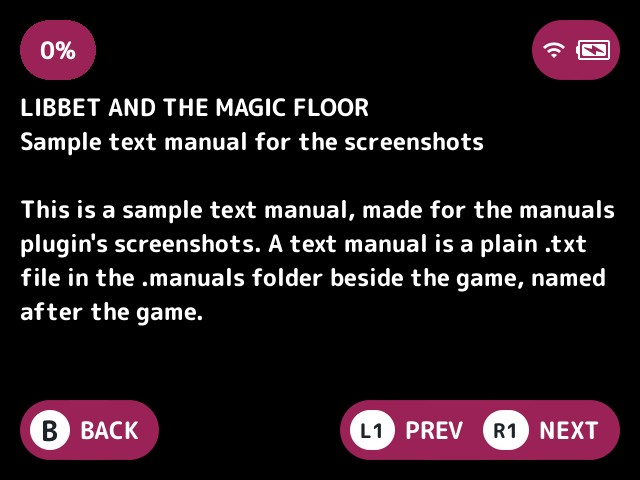 0%
LIBBET AND THE MAGIC FLOOR
Sample text manual for the screenshots
This is a sample text manual, made for the manuals
plugin's screenshots. A text manual is a plain .txt
file in the .manuals folder beside the game, named
after the game.
B BACK
L1 PREV R1 NEXT